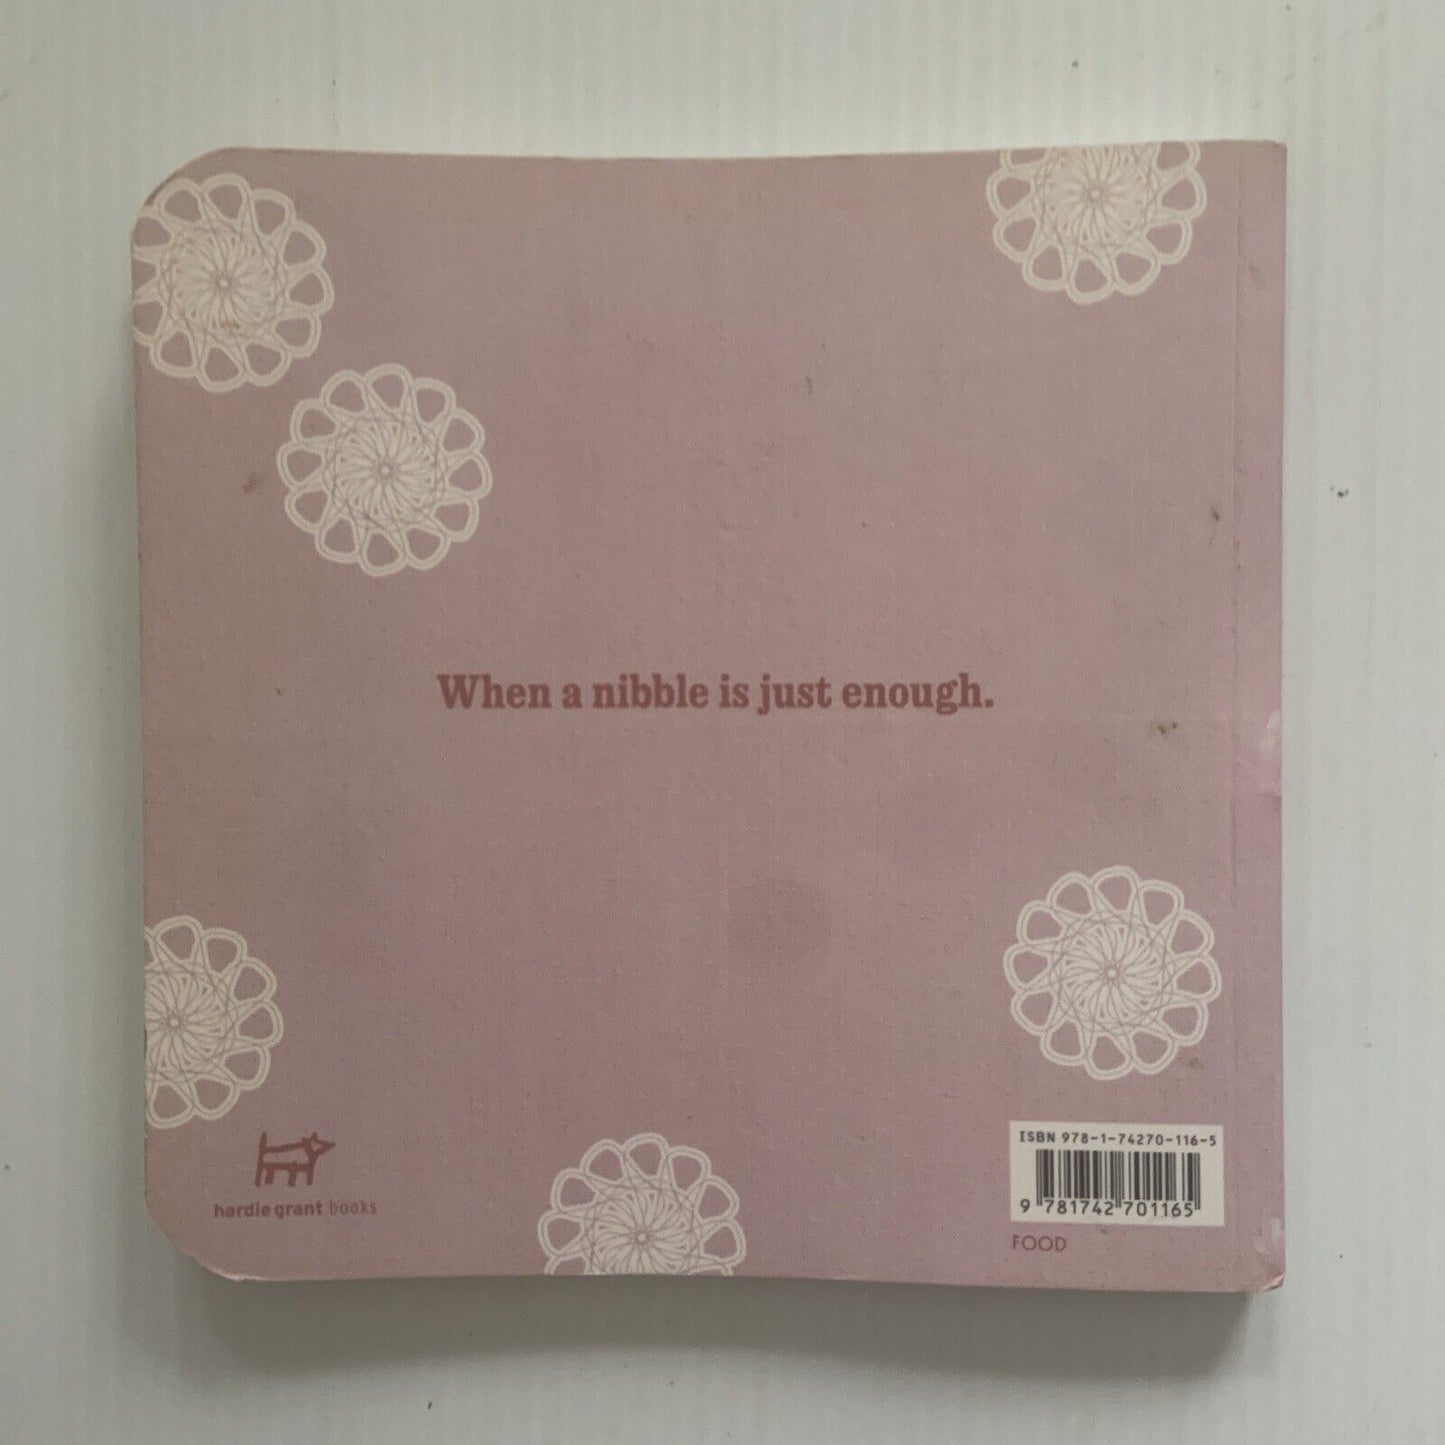 When a nibble is just enough.
hardie grant books
ISBN 978-1-74270-116-5
9 781742 701165
FOOD